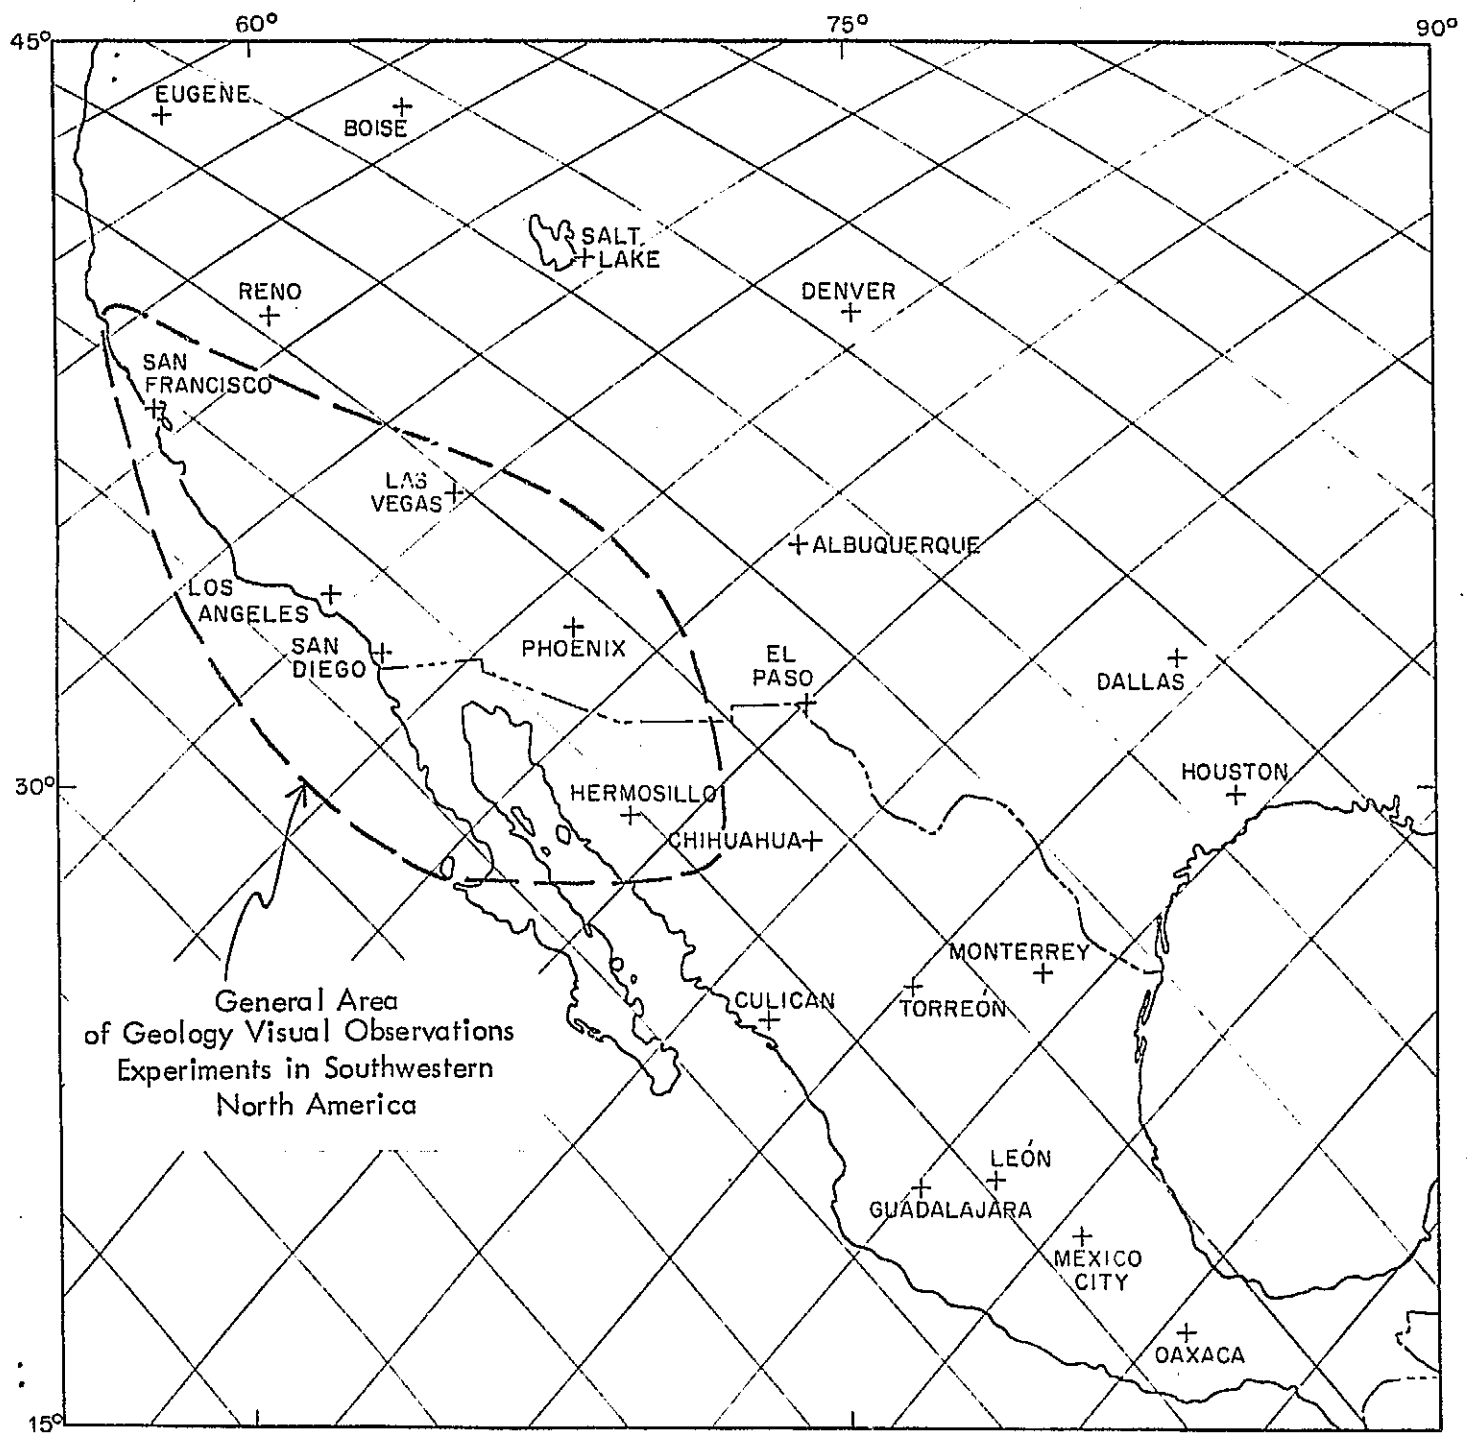 60°
75°
90°
45°
EUGENE
BOISE
SALT
LAKE
RENO
DENVER
SAN
FRANCISCO
LAS
VEGAS
ALBUQUERQUE
LOS
ANGELES
SAN
DIEGO
PHOENIX
EL
PASO
DALLAS
30°
HOUSTON
HERMOSILLO
CHIHUAHUA
MONTERREY
CULICAN
TORREÓN
General Area
of Geology Visual Observations
Experiments in Southwestern
North America
LEÓN
GUADALAJARA
MEXICO
CITY
OAXACA
15°